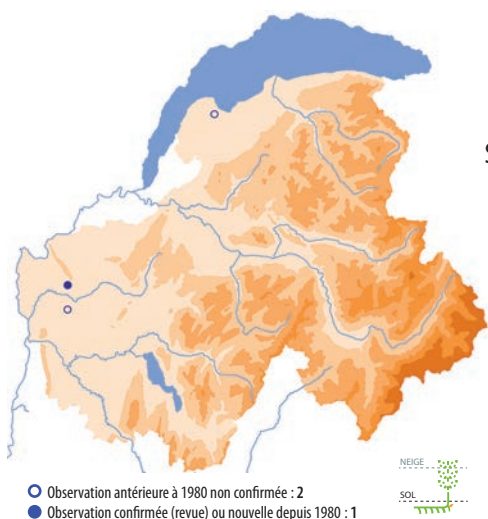 S
NEIGE
Observation antérieure à 1980 non confirmée : 2
SOL
Observation confirmée (revue) ou nouvelle depuis 1980 : 1